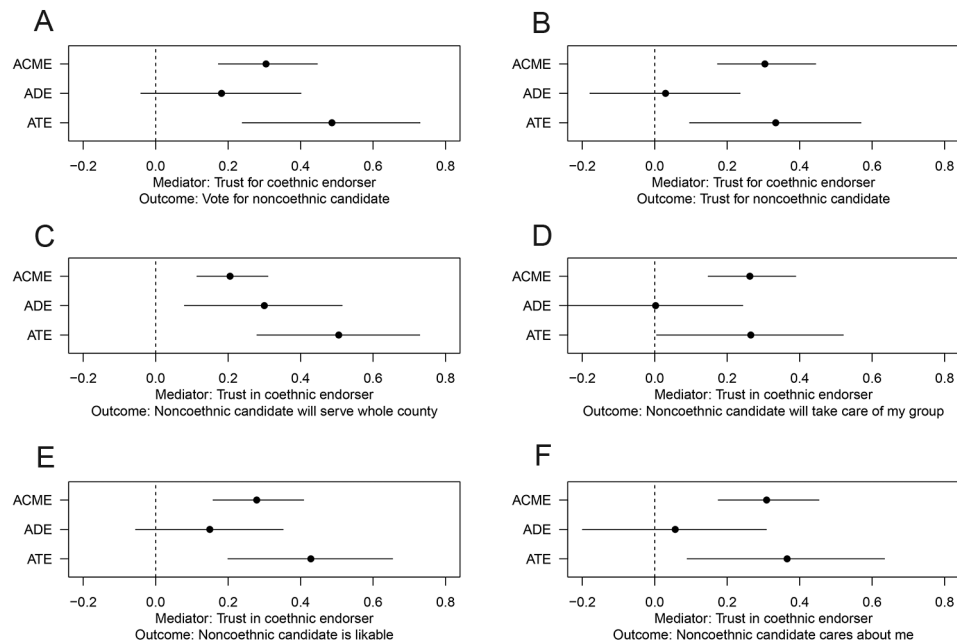 A
ACME
ADE
ATE
−0.2 0.0 0.2 0.4 0.6 0.8
Mediator: Trust for coethnic endorser
Outcome: Vote for noncoethnic candidate
B
ACME
ADE
ATE
−0.2 0.0 0.2 0.4 0.6 0.8
Mediator: Trust for coethnic endorser
Outcome: Trust for noncoethnic candidate
C
ACME
ADE
ATE
−0.2 0.0 0.2 0.4 0.6 0.8
Mediator: Trust in coethnic endorser
Outcome: Noncoethnic candidate will serve whole county
D
ACME
ADE
ATE
−0.2 0.0 0.2 0.4 0.6 0.8
Mediator: Trust in coethnic endorser
Outcome: Noncoethnic candidate will take care of my group
E
ACME
ADE
ATE
−0.2 0.0 0.2 0.4 0.6 0.8
Mediator: Trust in coethnic endorser
Outcome: Noncoethnic candidate is likable
F
ACME
ADE
ATE
−0.2 0.0 0.2 0.4 0.6 0.8
Mediator: Trust in coethnic endorser
Outcome: Noncoethnic candidate cares about me